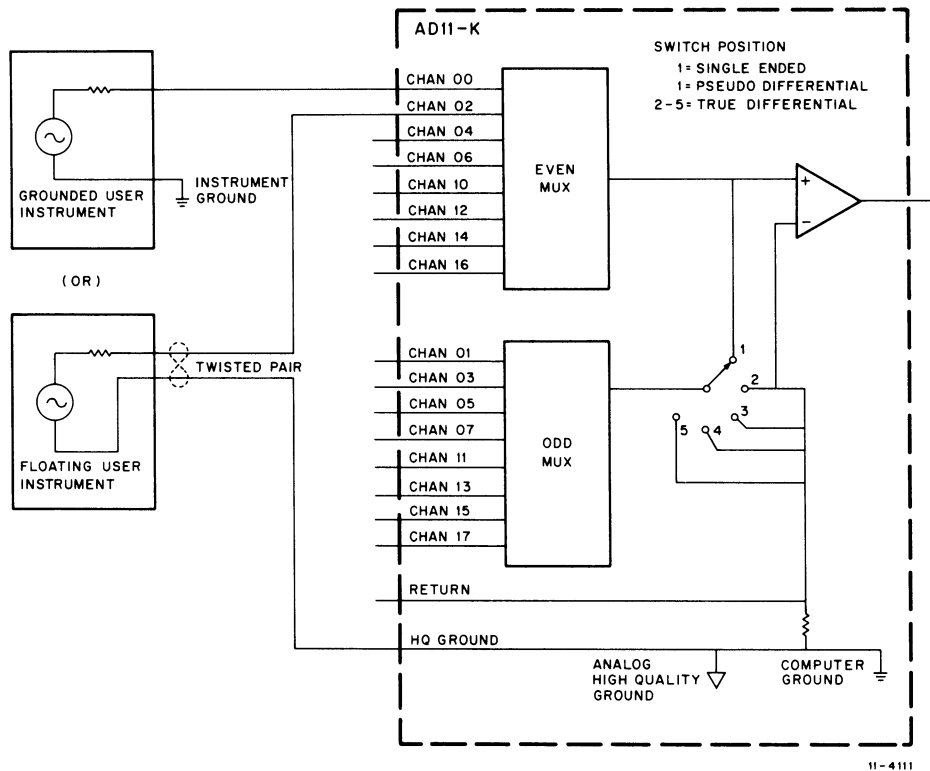 AD11-K
SWITCH POSITION
1= SINGLE ENDED
1= PSEUDO DIFFERENTIAL
2-5= TRUE DIFFERENTIAL
GROUNDED USER
INSTRUMENT
INSTRUMENT
GROUND
(OR)
TWISTED PAIR
FLOATING USER
INSTRUMENT
CHAN 00
CHAN 02
CHAN 04
CHAN 06
CHAN 10
CHAN 12
CHAN 14
CHAN 16
EVEN
MUX
+
−
CHAN 01
CHAN 03
CHAN 05
CHAN 07
CHAN 11
CHAN 13
CHAN 15
CHAN 17
ODD
MUX
1
2
3
4
5
RETURN
HQ GROUND
ANALOG
HIGH QUALITY
GROUND
COMPUTER
GROUND
11-4111